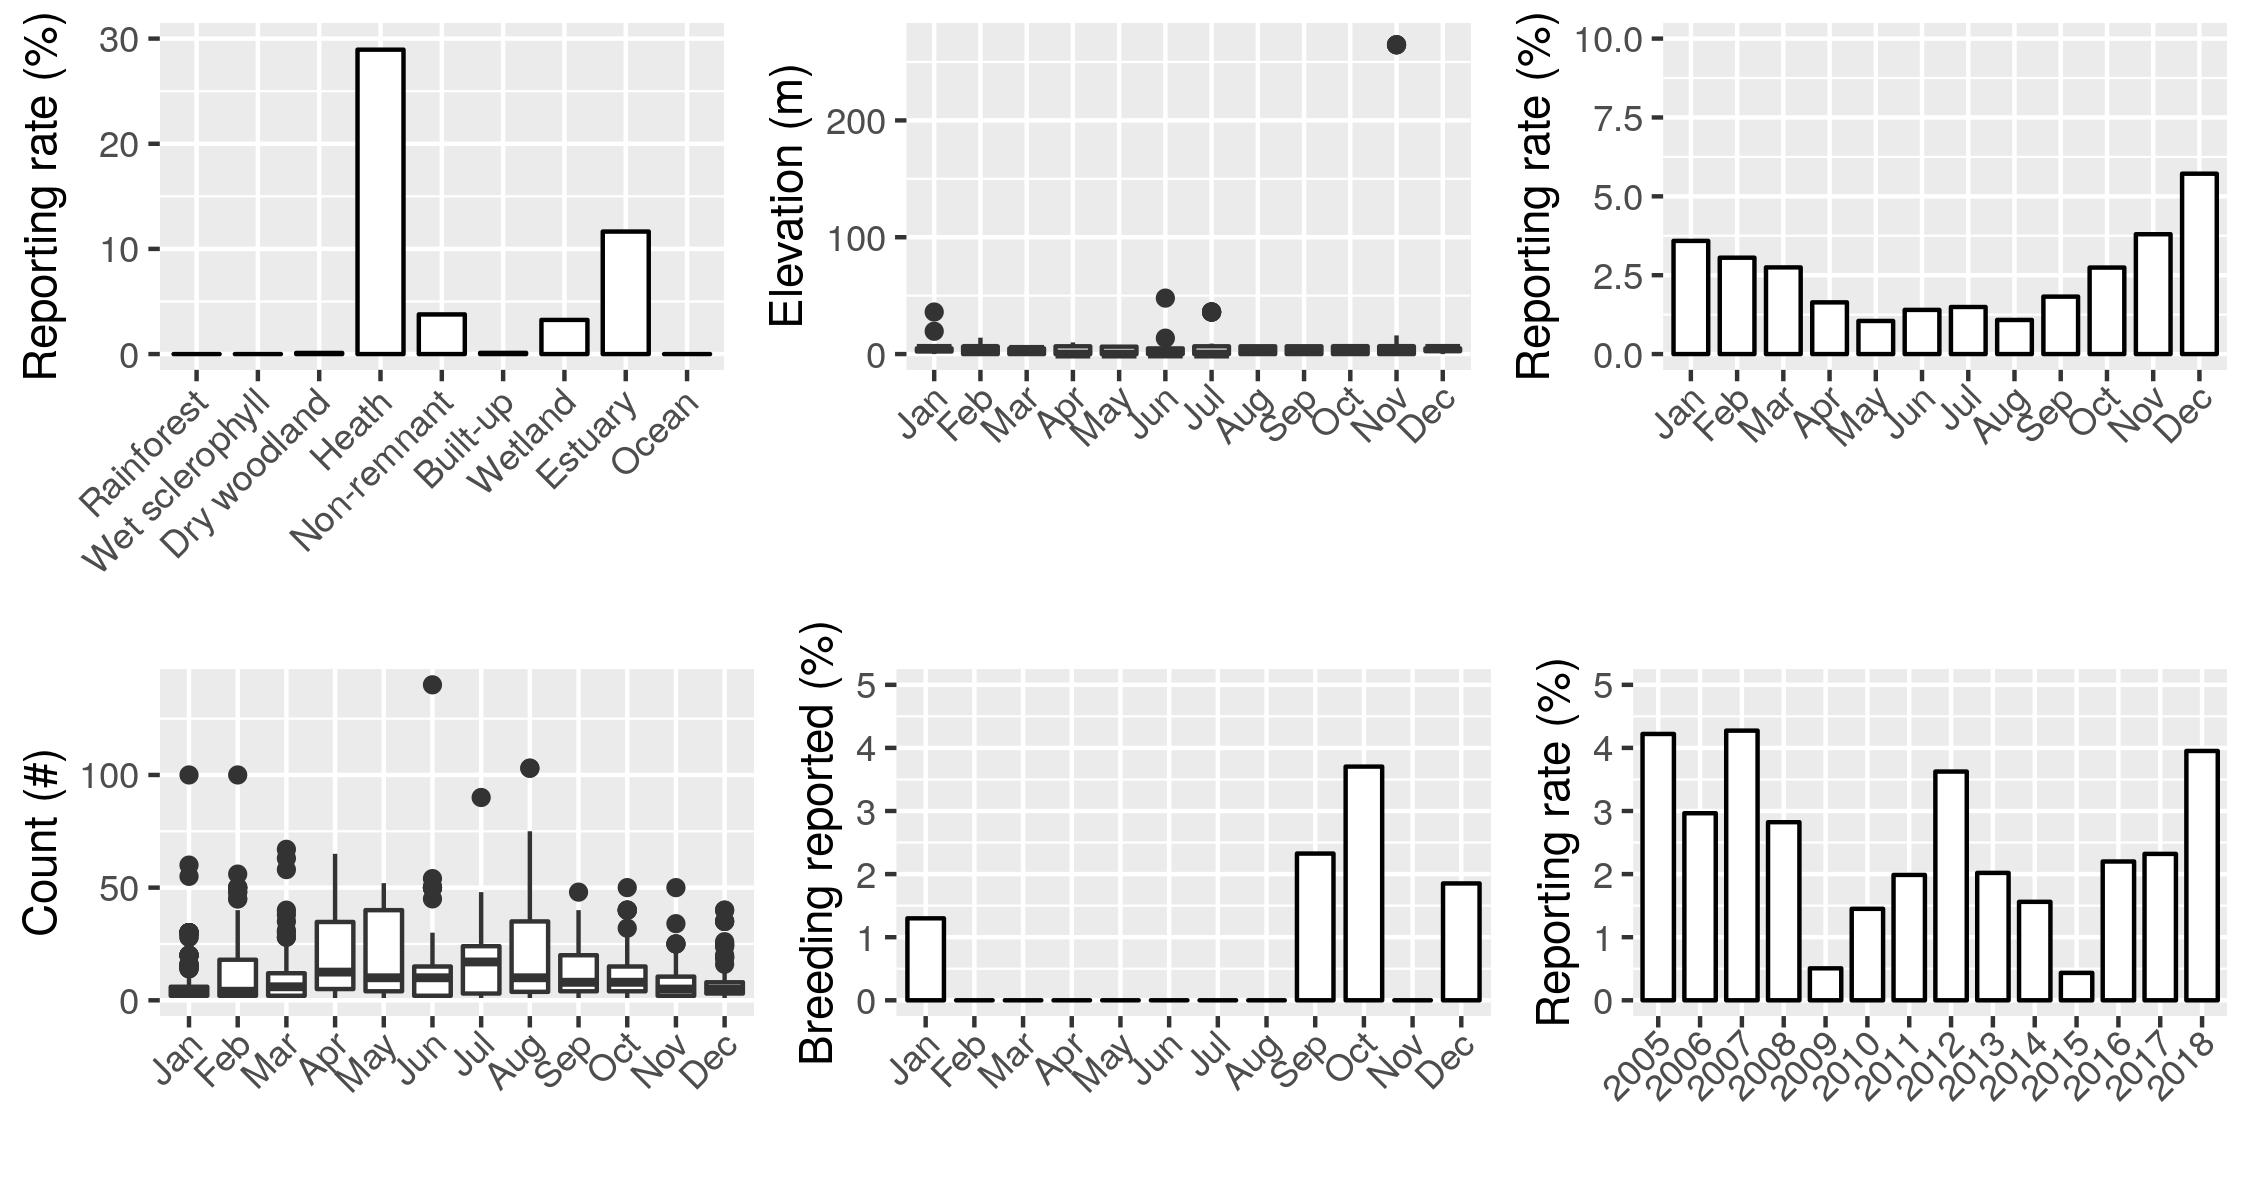 Reporting rate (%)
30
20
10
0
Rainforest
Wet sclerophyll
Dry woodland
Heath
Non-remnant
Built-up
Wetland
Estuary
Ocean
Elevation (m)
200
100
0
Jan
Feb
Mar
Apr
May
Jun
Jul
Aug
Sep
Oct
Nov
Dec
Reporting rate (%)
10.0
7.5
5.0
2.5
0.0
Jan
Feb
Mar
Apr
May
Jun
Jul
Aug
Sep
Oct
Nov
Dec
Count (#)
100
50
0
Jan
Feb
Mar
Apr
May
Jun
Jul
Aug
Sep
Oct
Nov
Dec
Breeding reported (%)
5
4
3
2
1
0
Jan
Feb
Mar
Apr
May
Jun
Jul
Aug
Sep
Oct
Nov
Dec
Reporting rate (%)
5
4
3
2
1
0
2005
2006
2007
2008
2009
2010
2011
2012
2013
2014
2015
2016
2017
2018